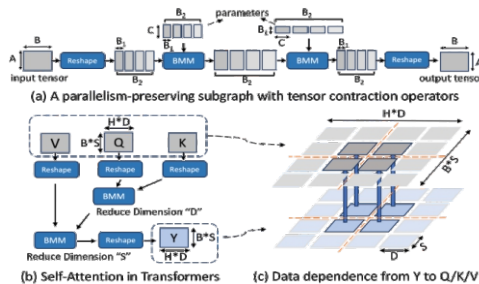 B₂
B₂
parameters
C
B₁
B₁
C
B
A
B₁
B₁
B
A
Reshape
BMM
BMM
Reshape
input tensor
B₂
B₂
B₂
output tensor
(a) A parallelism-preserving subgraph with tensor contraction operators
H*D
V
Q
K
B*S
Reshape
Reshape
Reshape
BMM
Reduce Dimension "D"
BMM
Reshape
Y
B*S
Reduce Dimension "S"
H*D
H*D
B*S
S
D
(b) Self-Attention in Transformers
(c) Data dependence from Y to Q/K/V